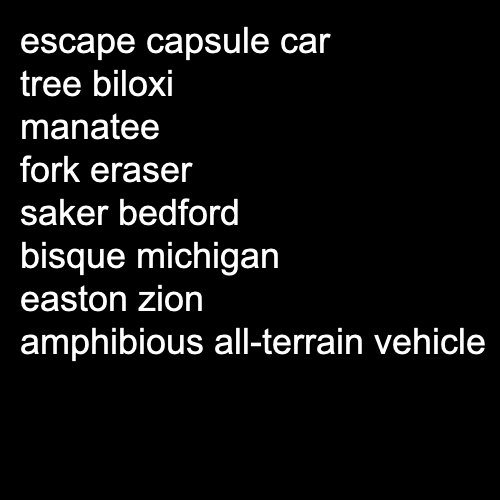 escape capsule car
tree biloxi
manatee
fork eraser
saker bedford
bisque michigan
easton zion
amphibious all-terrain vehicle